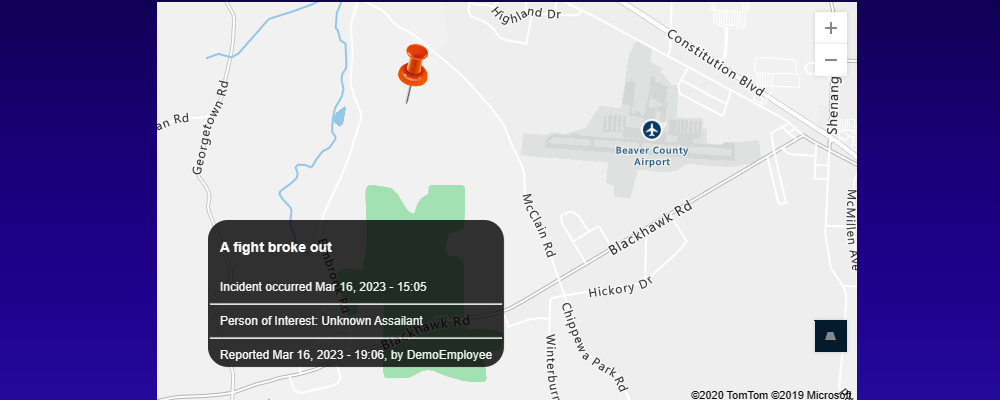 Highland Dr
Constitution Blvd
+
−
Shenang
an Rd
Georgetown Rd
Beaver County
Airport
McClain Rd
Blackhawk Rd
McMillen Ave
A fight broke out
Incident occurred Mar 16, 2023 - 15:05
Person of Interest: Unknown Assailant
Blackhawk Rd
Reported Mar 16, 2023 - 19:06, by DemoEmployee
Hickory Dr
Chippewa Park Rd
Winterburn
©2020 TomTom ©2019 Microsoft